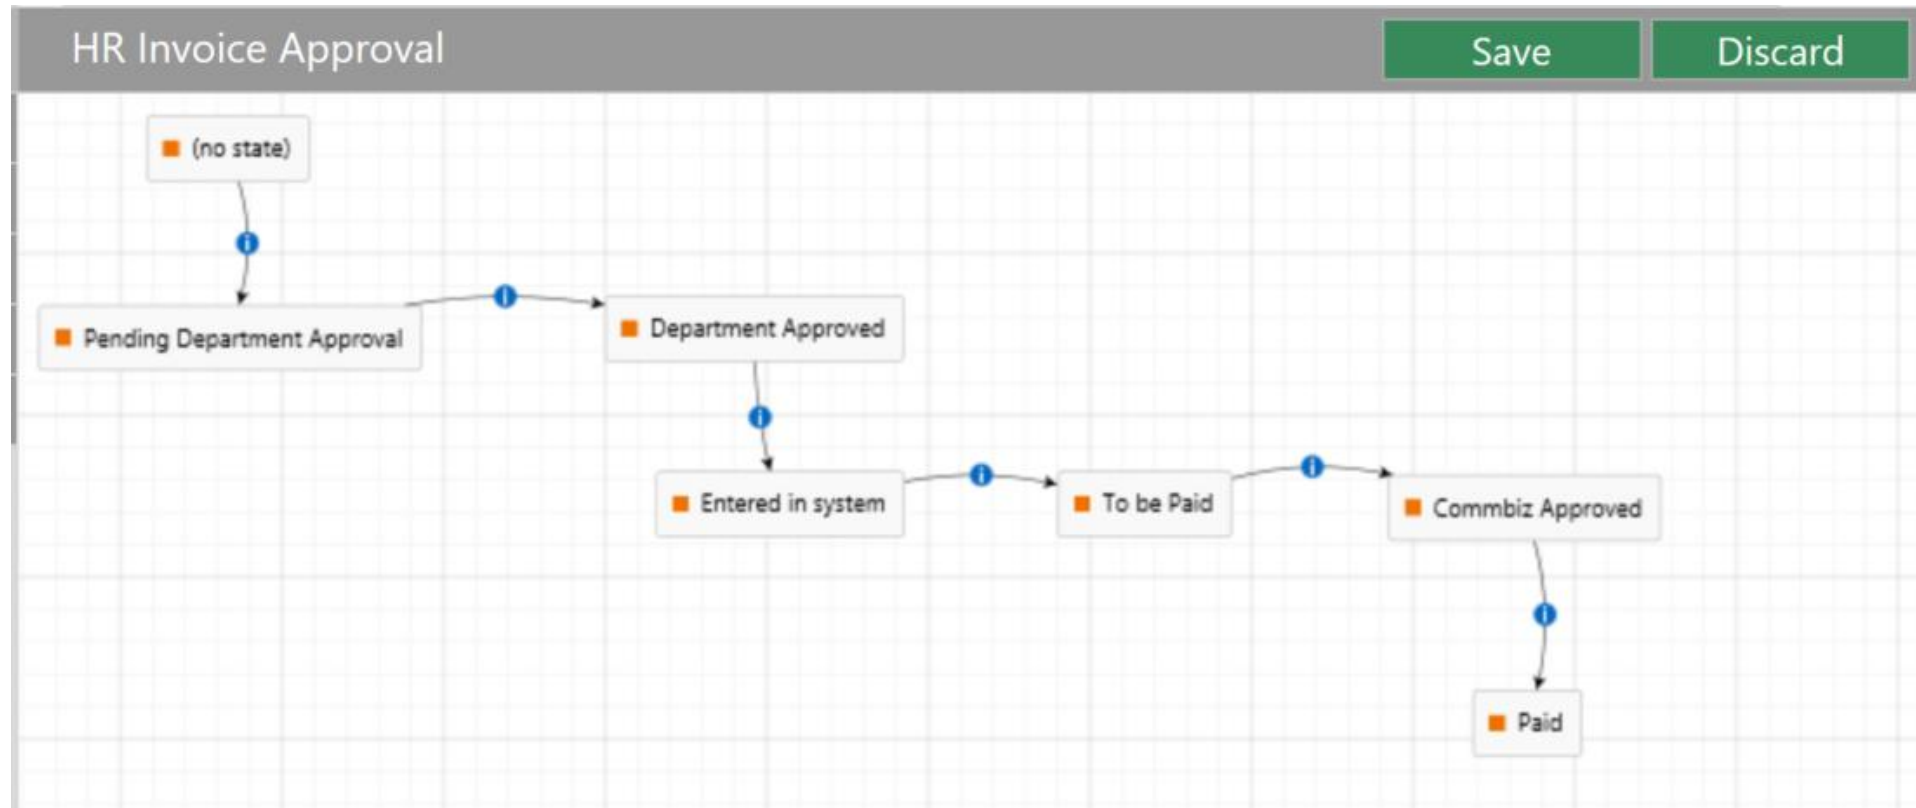 HR Invoice Approval
Save
Discard
(no state)
Pending Department Approval
Department Approved
Entered in system
To be Paid
Commbiz Approved
Paid